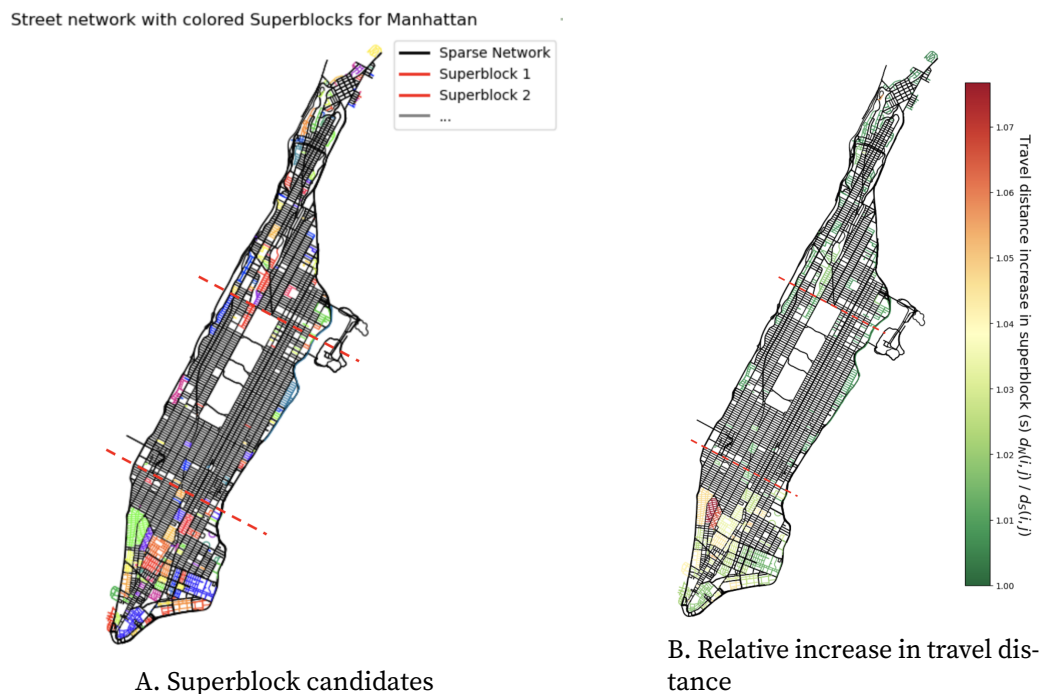 Street network with colored Superblocks for Manhattan
Sparse Network
Superblock 1
Superblock 2
...
1.07
1.06
1.05
1.04
1.03
1.02
1.01
1.00
Travel distance increase in superblock (s) d_N(i, j) / d_S(i, j)
A. Superblock candidates
B. Relative increase in travel dis-
tance